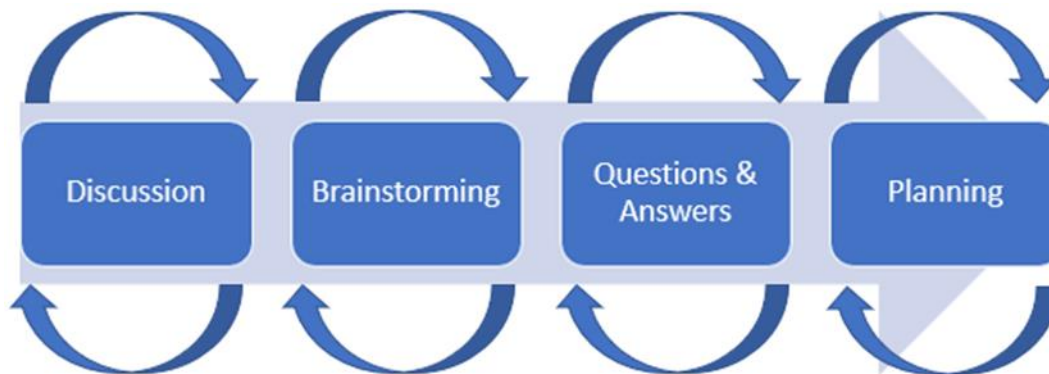 Discussion
Brainstorming
Questions &
Answers
Planning